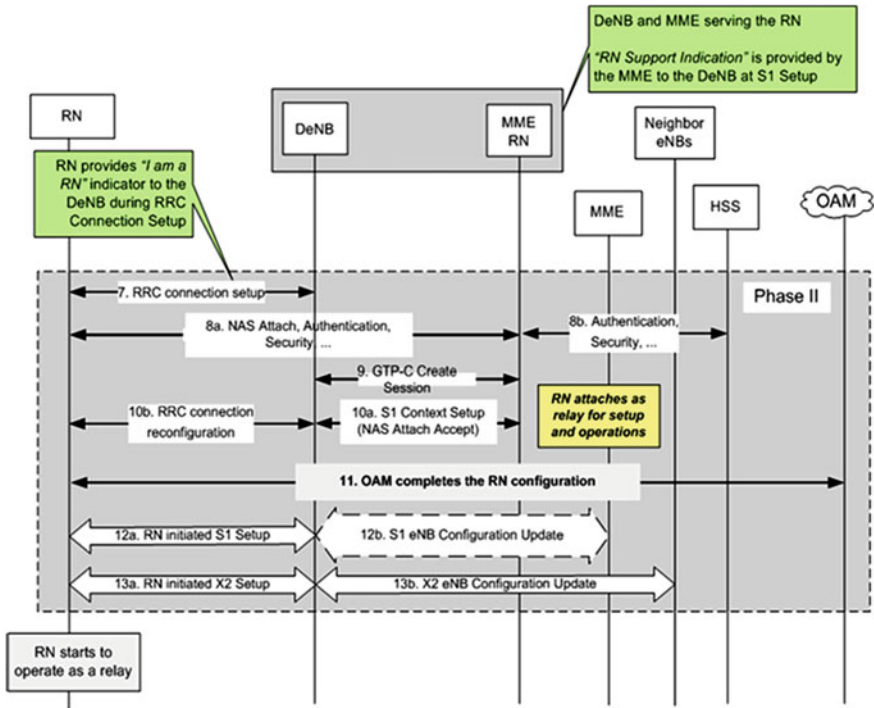 DeNB and MME serving the RN
"RN Support Indication" is provided by
the MME to the DeNB at S1 Setup
RN
DeNB
MME
RN
Neighbor
eNBs
RN provides "I am a
RN" indicator to the
DeNB during RRC
Connection Setup
MME
HSS
OAM
Phase II
7. RRC connection setup
8a. NAS Attach, Authentication,
Security, ...
8b. Authentication,
Security, ...
9. GTP-C Create
Session
10b. RRC connection
reconfiguration
10a. S1 Context Setup
(NAS Attach Accept)
RN attaches as
relay for setup
and operations
11. OAM completes the RN configuration
12a. RN initiated S1 Setup
12b. S1 eNB Configuration Update
13a. RN initiated X2 Setup
13b. X2 eNB Configuration Update
RN starts to
operate as a relay